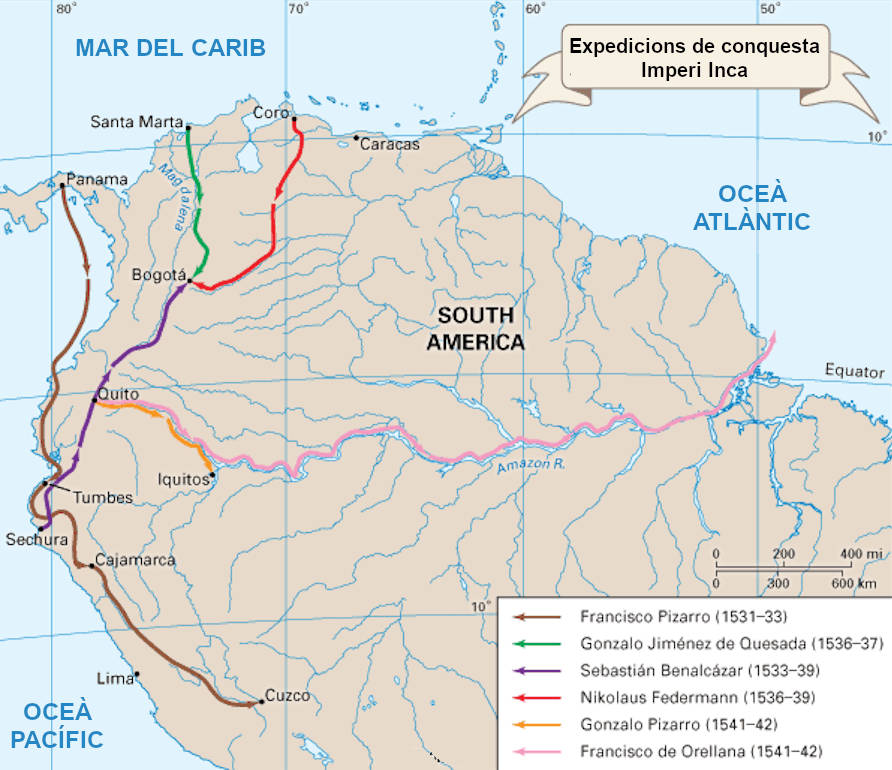 80°
70°
60°
50°
MAR DEL CARIB
Expedicions de conquesta
Imperi Inca
Santa Marta
Coro
Caracas
10°
Panama
Magdalena
OCEÀ
ATLÀNTIC
Bogotá
SOUTH
AMERICA
Equator
Quito
Iquitos
Amazon R.
Tumbes
Sechura
Cajamarca
0 200 400 mi
0 300 600 km
10°
Lima
Cuzco
OCEÀ
PACÍFIC
Francisco Pizarro (1531–33)
Gonzalo Jiménez de Quesada (1536–37)
Sebastián Benalcázar (1533–39)
Nikolaus Federmann (1536–39)
Gonzalo Pizarro (1541–42)
Francisco de Orellana (1541–42)